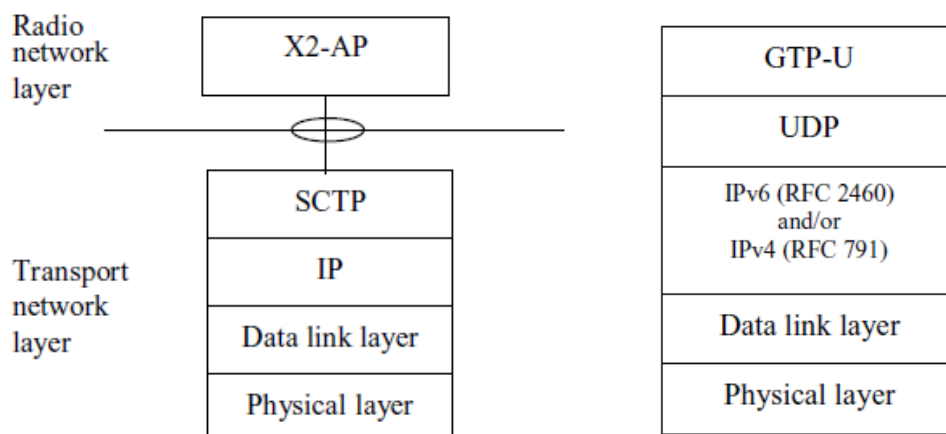 Radio
network
layer
X2-AP
SCTP
IP
Transport
network
layer
Data link layer
Physical layer
GTP-U
UDP
IPv6 (RFC 2460)
and/or
IPv4 (RFC 791)
Data link layer
Physical layer